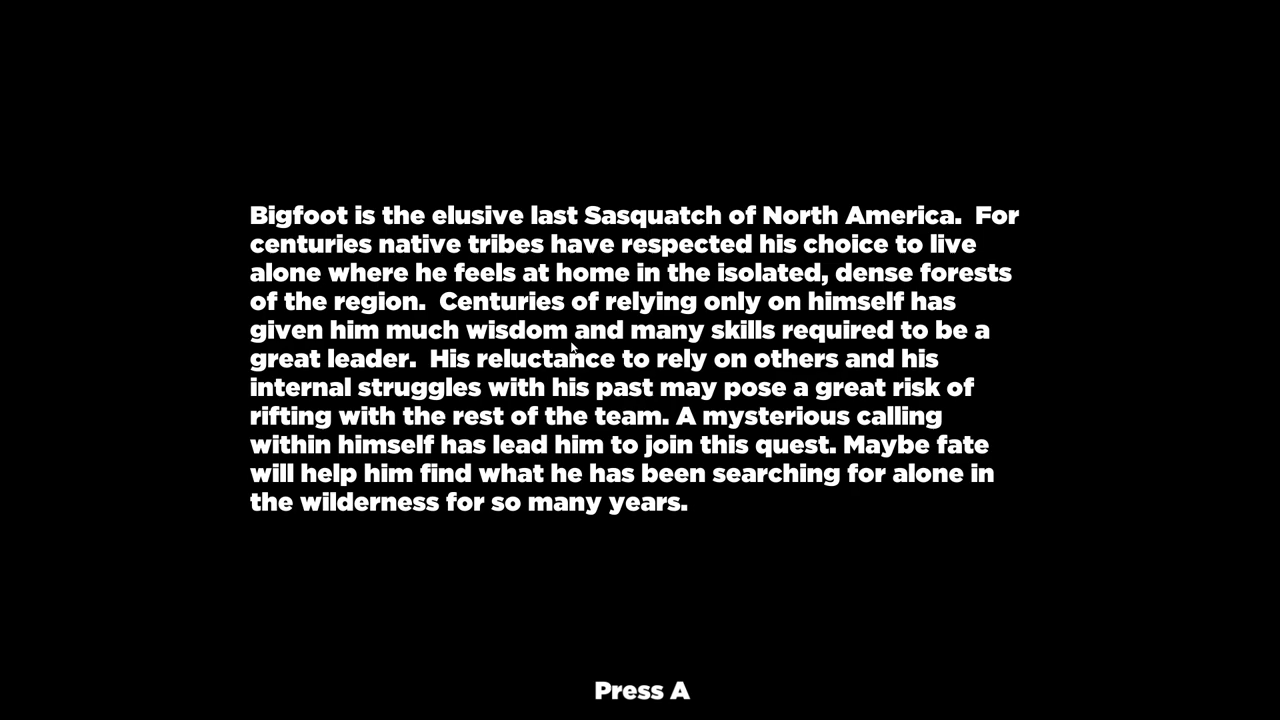 Bigfoot is the elusive last Sasquatch of North America.  For
centuries native tribes have respected his choice to live
alone where he feels at home in the isolated, dense forests
of the region.  Centuries of relying only on himself has
given him much wisdom and many skills required to be a
great leader.  His reluctance to rely on others and his
internal struggles with his past may pose a great risk of
rifting with the rest of the team. A mysterious calling
within himself has lead him to join this quest. Maybe fate
will help him find what he has been searching for alone in
the wilderness for so many years.
Press A